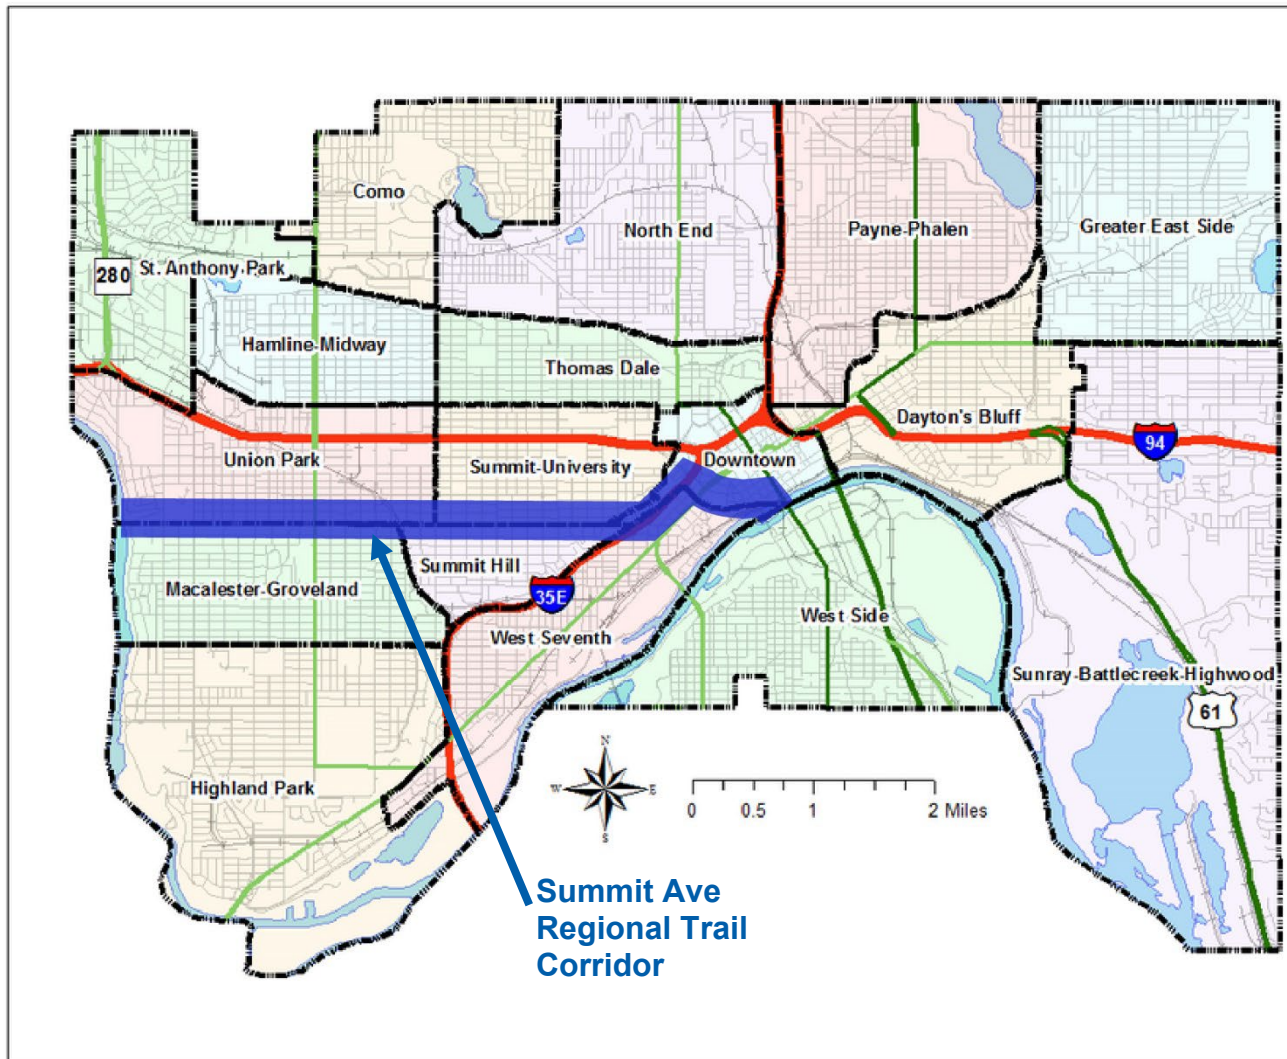 Como
North End
Payne-Phalen
Greater East Side
St. Anthony Park
280
Hamline-Midway
Thomas Dale
Dayton's Bluff
94
Union Park
Summit-University
Downtown
Summit Hill
Macalester-Groveland
35E
West Seventh
West Side
Sunray-Battlecreek-Highwood
61
Highland Park
N
W
E
S
0
0.5
1
2 Miles
Summit Ave
Regional Trail
Corridor